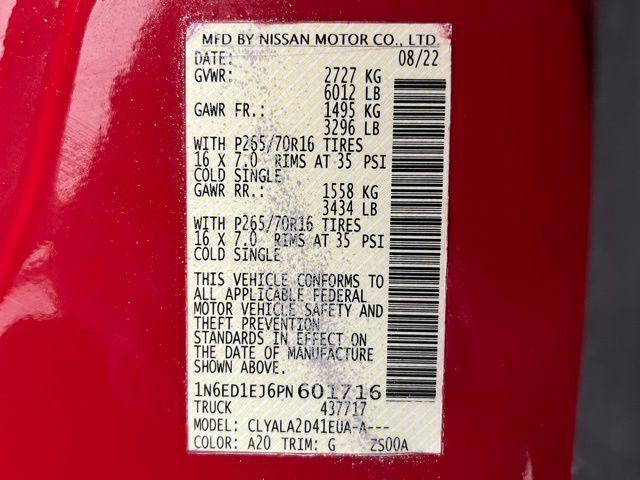 MFD BY NISSAN MOTOR CO., LTD.
DATE: 08/22
GVWR: 2727 KG
6012 LB
GAWR FR.: 1495 KG
3296 LB
WITH P265/70R16 TIRES
16 X 7.0 RIMS AT 35 PSI
COLD SINGLE
GAWR RR.: 1558 KG
3434 LB
WITH P265/70R16 TIRES
16 X 7.0 RIMS AT 35 PSI
COLD SINGLE
THIS VEHICLE CONFORMS TO
ALL APPLICABLE FEDERAL
MOTOR VEHICLE SAFETY AND
THEFT PREVENTION
STANDARDS IN EFFECT ON
THE DATE OF MANUFACTURE
SHOWN ABOVE.
1N6ED1EJ6PN601716
TRUCK 437717
MODEL: CLYALA2D41EUA-A---
COLOR: A20 TRIM: G ZS00A